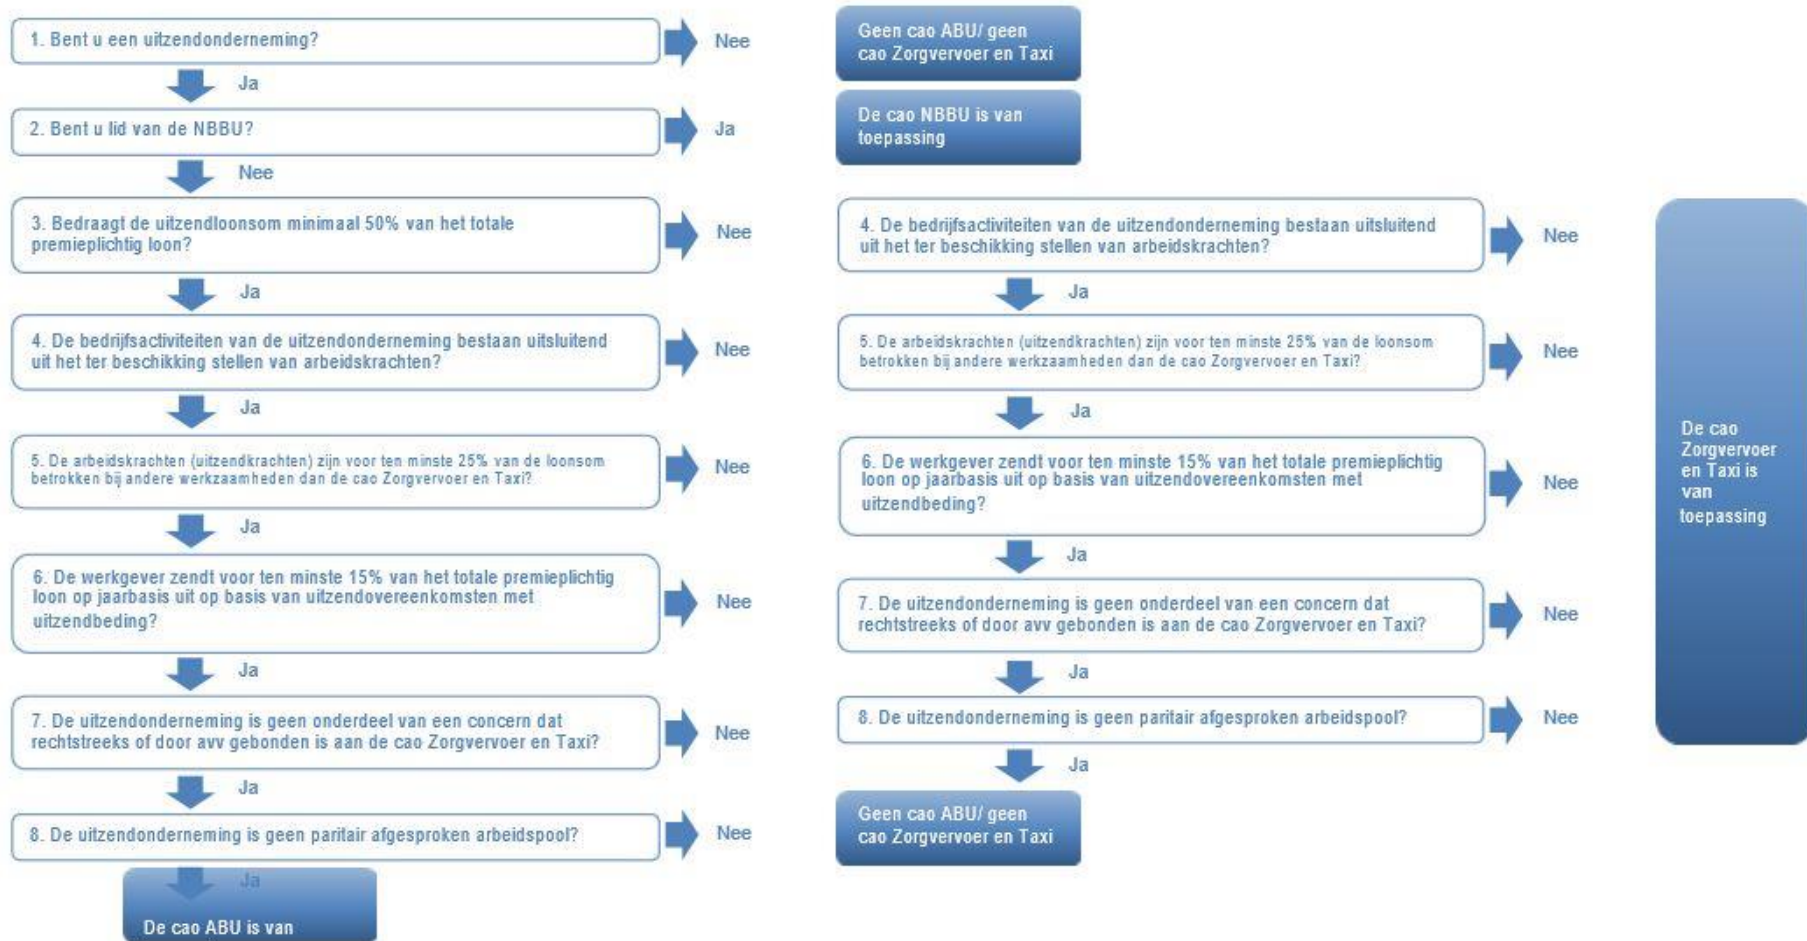 1. Bent u een uitzendonderneming?
Nee
Geen cao ABU/ geen
cao Zorgvervoer en Taxi
Ja
2. Bent u lid van de NBBU?
Ja
De cao NBBU is van
toepassing
Nee
3. Bedraagt de uitzendloonsom minimaal 50% van het totale
premieplichtig loon?
Nee
Ja
4. De bedrijfsactiviteiten van de uitzendonderneming bestaan uitsluitend
uit het ter beschikking stellen van arbeidskrachten?
Nee
Ja
5. De arbeidskrachten (uitzendkrachten) zijn voor ten minste 25% van de loonsom
betrokken bij andere werkzaamheden dan de cao Zorgvervoer en Taxi?
Nee
Ja
6. De werkgever zendt voor ten minste 15% van het totale premieplichtig
loon op jaarbasis uit op basis van uitzendovereenkomsten met
uitzendbeding?
Nee
Ja
7. De uitzendonderneming is geen onderdeel van een concern dat
rechtstreeks of door avv gebonden is aan de cao Zorgvervoer en Taxi?
Nee
Ja
8. De uitzendonderneming is geen paritair afgesproken arbeidspool?
Nee
Ja
De cao ABU is van
4. De bedrijfsactiviteiten van de uitzendonderneming bestaan uitsluitend
uit het ter beschikking stellen van arbeidskrachten?
Nee
Ja
5. De arbeidskrachten (uitzendkrachten) zijn voor ten minste 25% van de loonsom
betrokken bij andere werkzaamheden dan de cao Zorgvervoer en Taxi?
Nee
Ja
6. De werkgever zendt voor ten minste 15% van het totale premieplichtig
loon op jaarbasis uit op basis van uitzendovereenkomsten met
uitzendbeding?
Nee
Ja
7. De uitzendonderneming is geen onderdeel van een concern dat
rechtstreeks of door avv gebonden is aan de cao Zorgvervoer en Taxi?
Nee
Ja
8. De uitzendonderneming is geen paritair afgesproken arbeidspool?
Nee
Ja
Geen cao ABU/ geen
cao Zorgvervoer en Taxi
De cao
Zorgvervoer
en Taxi is
van
toepassing